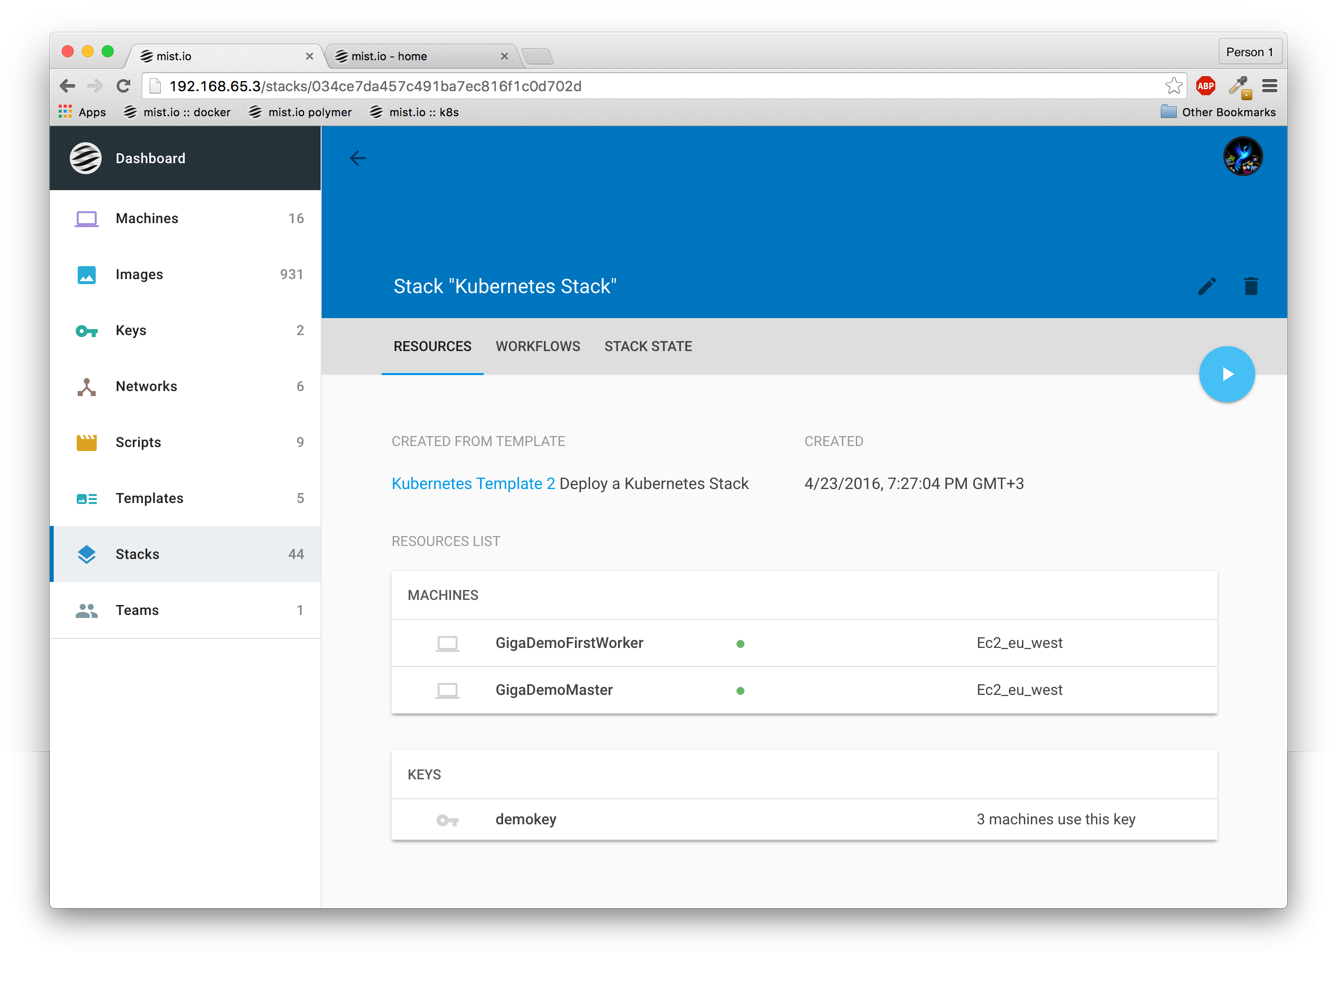 mist.io
mist.io - home
Person 1
192.168.65.3/stacks/034ce7da457c491ba7ec816f1c0d702d
ABP
Apps
mist.io :: docker
mist.io polymer
mist.io :: k8s
Other Bookmarks
Dashboard
Machines 16
Images 931
Keys 2
Networks 6
Scripts 9
Templates 5
Stacks 44
Teams 1
Stack "Kubernetes Stack"
RESOURCES WORKFLOWS STACK STATE
CREATED FROM TEMPLATE
CREATED
Kubernetes Template 2 Deploy a Kubernetes Stack
4/23/2016, 7:27:04 PM GMT+3
RESOURCES LIST
MACHINES
GigaDemoFirstWorker Ec2_eu_west
GigaDemoMaster Ec2_eu_west
KEYS
demokey 3 machines use this key